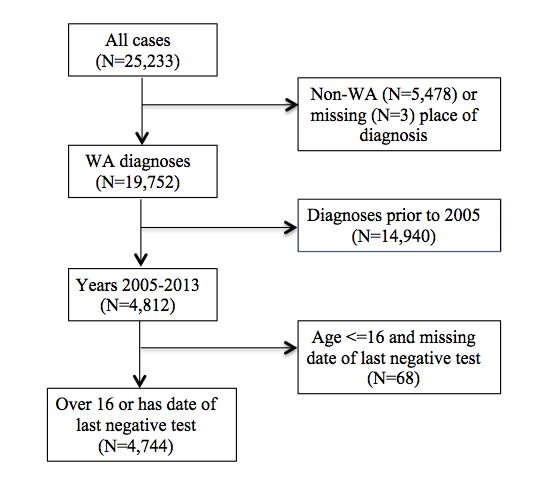 All cases
(N=25,233)
Non-WA (N=5,478) or
missing (N=3) place of
diagnosis
WA diagnoses
(N=19,752)
Diagnoses prior to 2005
(N=14,940)
Years 2005-2013
(N=4,812)
Age <=16 and missing
date of last negative test
(N=68)
Over 16 or has date of
last negative test
(N=4,744)